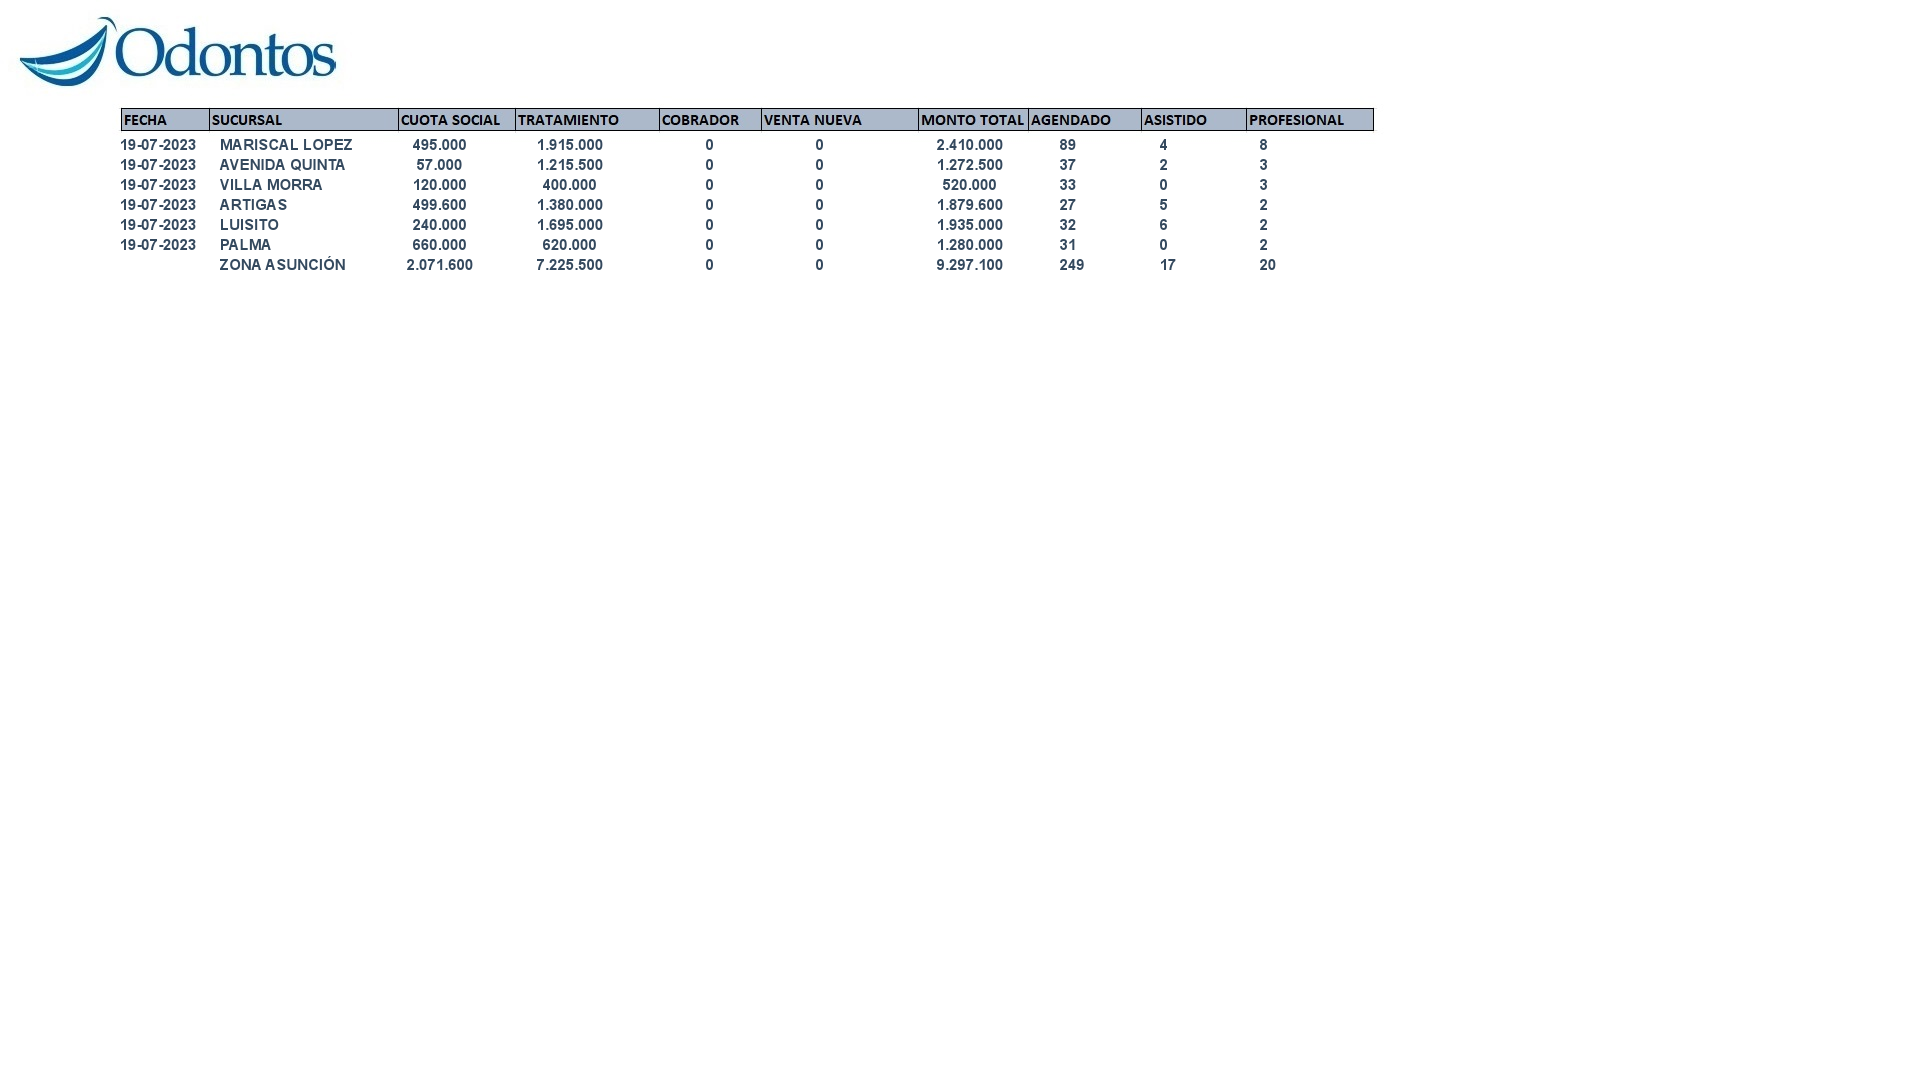 Odontos
FECHA SUCURSAL CUOTA SOCIAL TRATAMIENTO COBRADOR VENTA NUEVA MONTO TOTAL AGENDADO ASISTIDO PROFESIONAL
19-07-2023 MARISCAL LOPEZ 495.000 1.915.000 0 0 2.410.000 89 4 8
19-07-2023 AVENIDA QUINTA 57.000 1.215.500 0 0 1.272.500 37 2 3
19-07-2023 VILLA MORRA 120.000 400.000 0 0 520.000 33 0 3
19-07-2023 ARTIGAS 499.600 1.380.000 0 0 1.879.600 27 5 2
19-07-2023 LUISITO 240.000 1.695.000 0 0 1.935.000 32 6 2
19-07-2023 PALMA 660.000 620.000 0 0 1.280.000 31 0 2
ZONA ASUNCIÓN 2.071.600 7.225.500 0 0 9.297.100 249 17 20